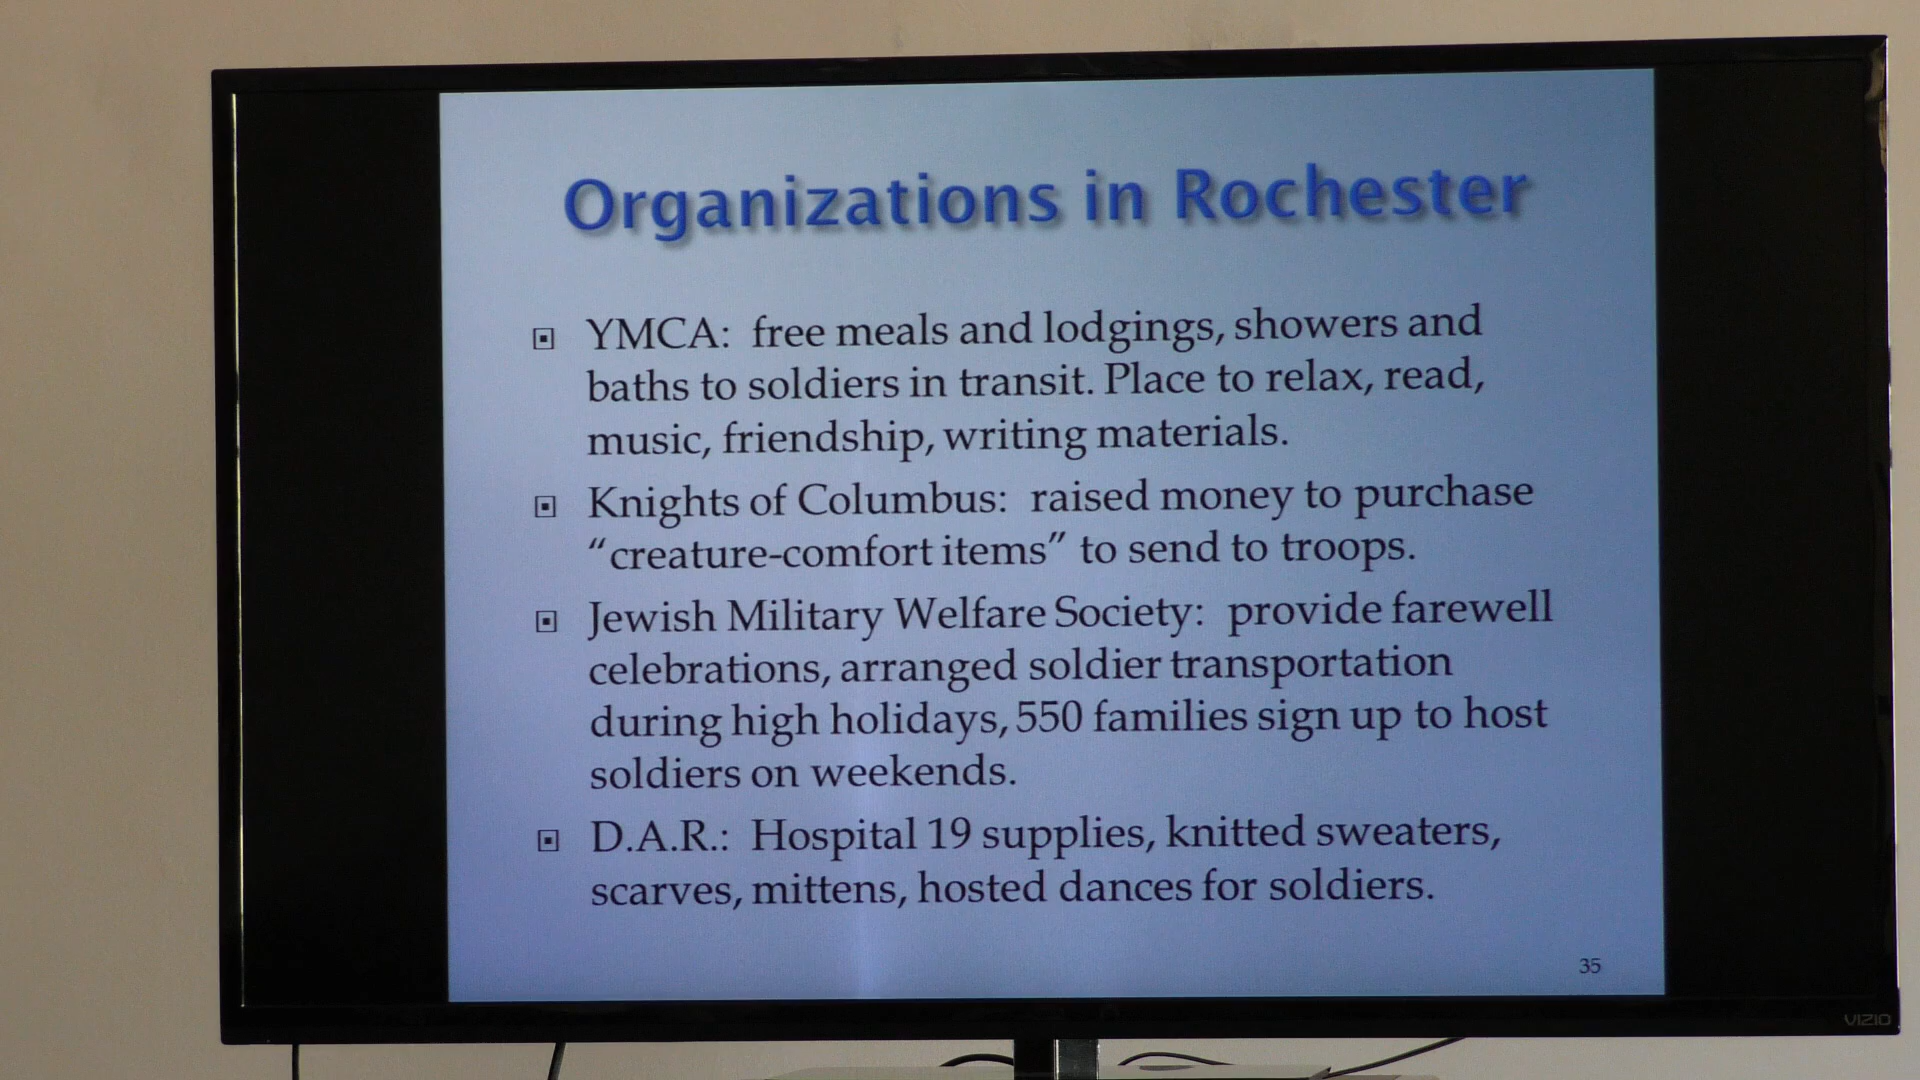 Organizations in Rochester
YMCA: free meals and lodgings, showers and
baths to soldiers in transit. Place to relax, read,
music, friendship, writing materials.
Knights of Columbus: raised money to purchase
“creature-comfort items” to send to troops.
Jewish Military Welfare Society: provide farewell
celebrations, arranged soldier transportation
during high holidays, 550 families sign up to host
soldiers on weekends.
D.A.R.: Hospital 19 supplies, knitted sweaters,
scarves, mittens, hosted dances for soldiers.
35
VIZIO